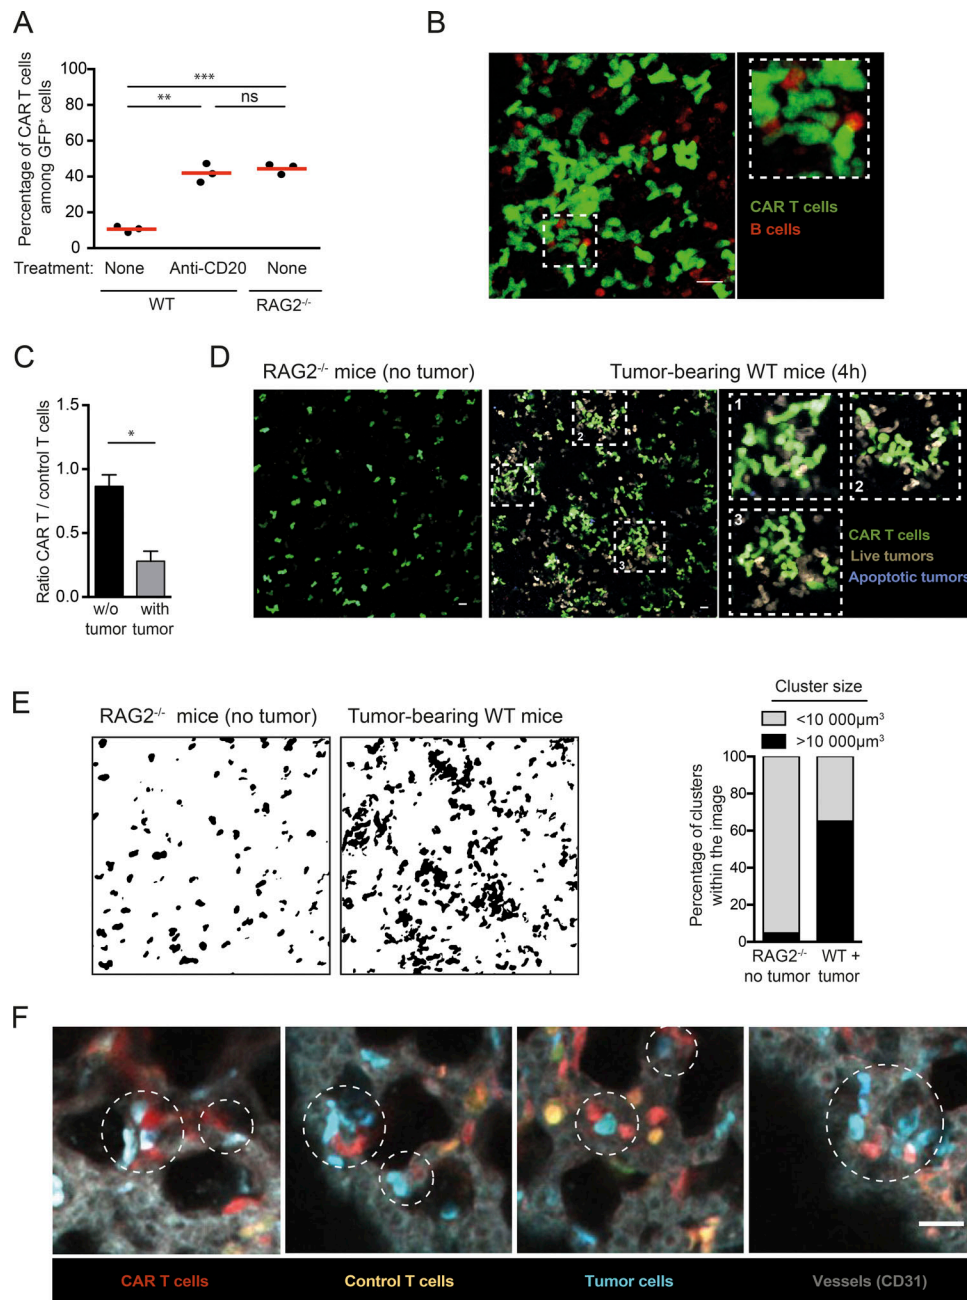 A
Percentage of CAR T cells
among GFP+ cells
100
80
60
40
20
0
***
**
ns
Treatment: None Anti-CD20 None
WT RAG2-/-
B
CAR T cells
B cells
C
Ratio CAR T / control T cells
1.5
1.0
0.5
0.0
*
w/o with
tumor tumor
D
RAG2-/- mice (no tumor)
Tumor-bearing WT mice (4h)
1
2
3
1
2
3
CAR T cells
Live tumors
Apoptotic tumors
E
RAG2-/- mice (no tumor)
Tumor-bearing WT mice
Cluster size
<10 000µm³
>10 000µm³
Percentage of clusters
within the image
100
80
60
40
20
0
RAG2-/- WT +
no tumor tumor
F
CAR T cells
Control T cells
Tumor cells
Vessels (CD31)